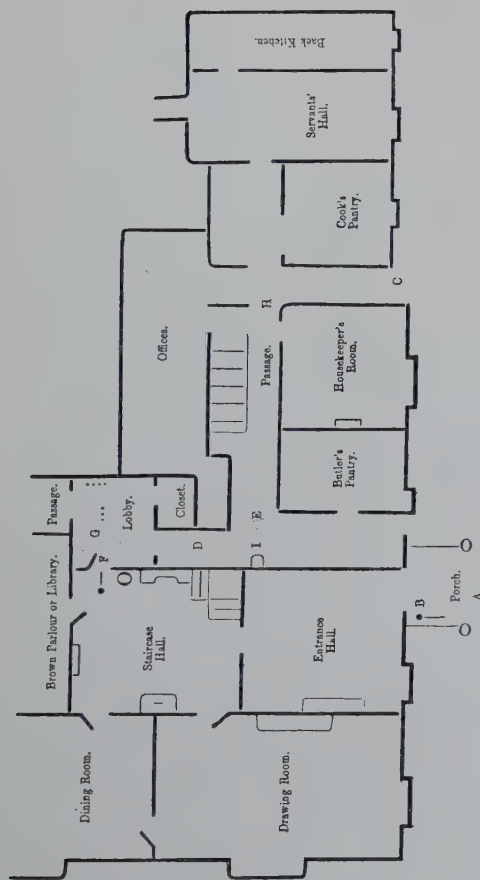 Brown Parlour or Library.
Passage.
Dining Room.
G
F
Lobby.
Closet.
Offices.
Staircase
Hall.
D
I
E
Passage.
H
Back Kitchen.
Servants'
Hall.
Drawing Room.
Entrance
Hall.
Butler's
Pantry.
Housekeeper's
Room.
Cook's
Pantry.
C
B
Porch.
A